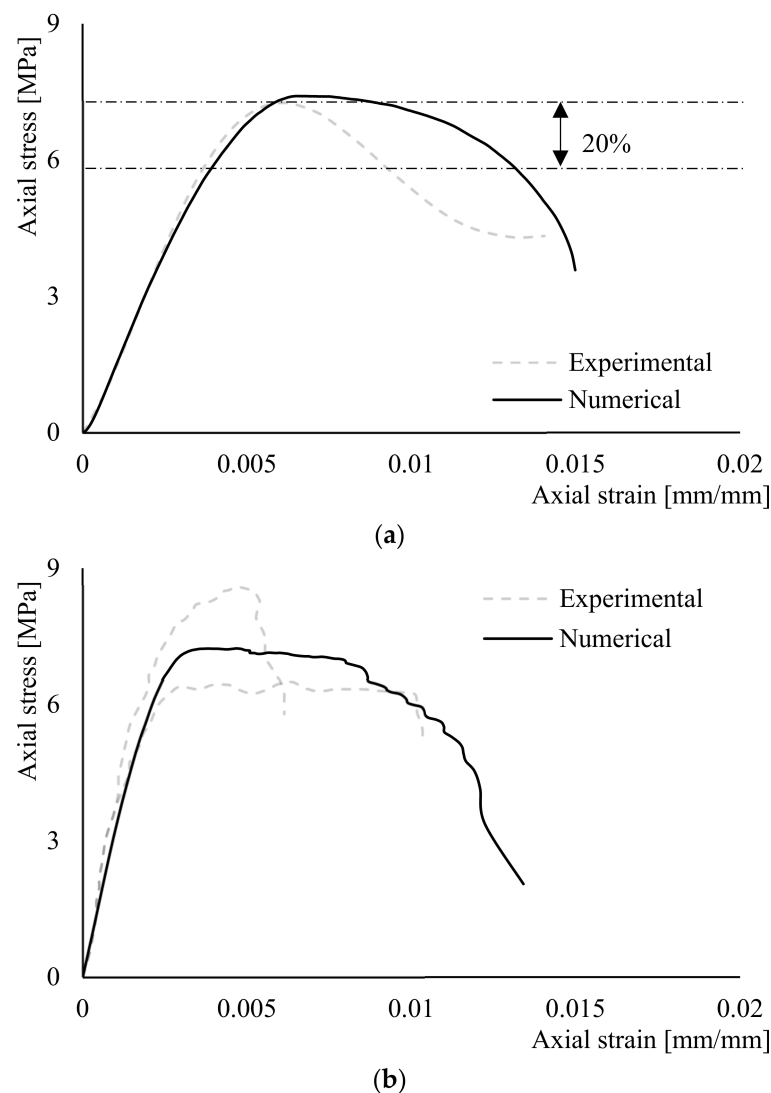 9
Axial stress [MPa]
20%
6
3
Experimental
Numerical
0
0 0.005 0.01 0.015 0.02
Axial strain [mm/mm]
(a)
9
Experimental
Axial stress [MPa]
Numerical
6
3
0
0 0.005 0.01 0.015 0.02
Axial strain [mm/mm]
(b)